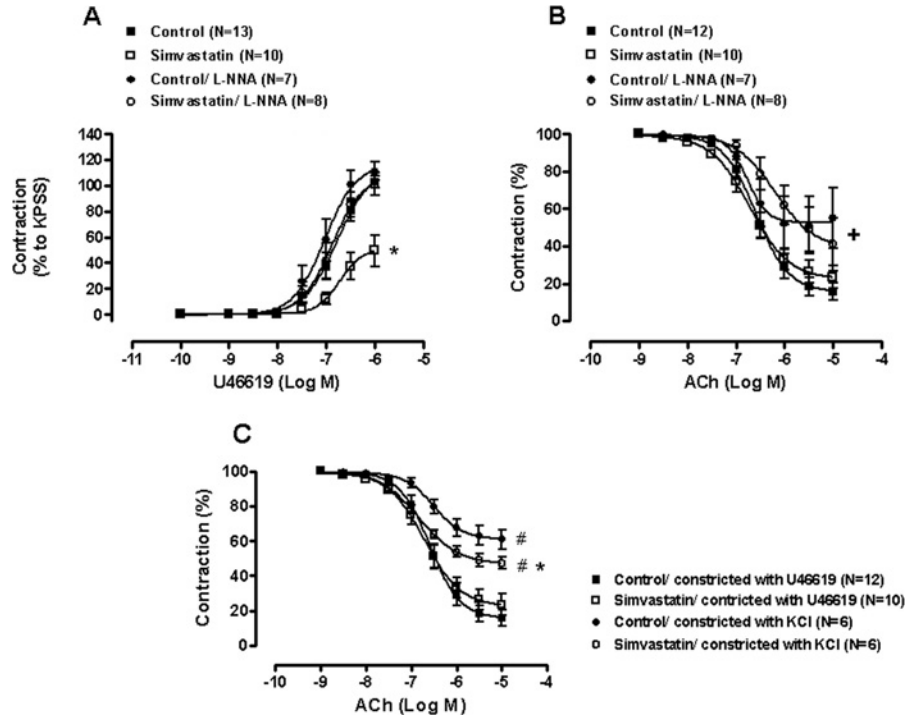 A
Control (N=13)
Simvastatin (N=10)
Control/ L-NNA (N=7)
Simvastatin/ L-NNA (N=8)
140
120
100
80
60
40
20
0
Contraction
(% to KPSS)
*
-11 -10 -9 -8 -7 -6 -5
U46619 (Log M)
B
Control (N=12)
Simvastatin (N=10)
Control/ L-NNA (N=7)
Simvastatin/ L-NNA (N=8)
100
80
60
40
20
0
Contraction (%)
+
-10 -9 -8 -7 -6 -5 -4
ACh (Log M)
C
100
80
60
40
20
0
Contraction (%)
#
# *
-10 -9 -8 -7 -6 -5 -4
ACh (Log M)
Control/ constricted with U46619 (N=12)
Simvastatin/ contricted with U46619 (N=10)
Control/ constricted with KCl (N=6)
Simvastatin/ constricted with KCl (N=6)